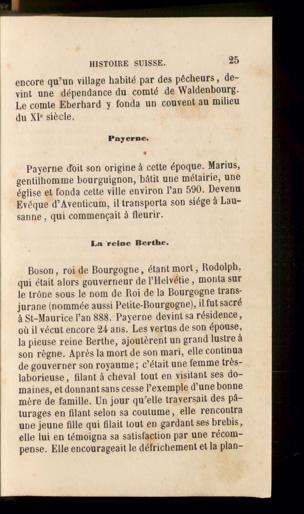 HISTOIRE SUISSE. 25
encore qu'un village habité par des pêcheurs, de-
vint une dépendance du comté de Waldenbourg.
Le comte Eberhard y fonda un couvent au milieu
du XIe siècle.
Payerne.
Payerne doit son origine à cette époque. Marius,
gentilhomme bourguignon, bâtit une métairie, une
église et fonda cette ville environ l'an 590. Devenu
Evêque d'Aventicum, il transporta son siége à Lau-
sanne, qui commençait à fleurir.
La reine Berthe.
Boson, roi de Bourgogne, étant mort, Rodolph,
qui était alors gouverneur de l'Helvétie, monta sur
le trône sous le nom de Roi de la Bourgogne trans-
jurane (nommée aussi Petite-Bourgogne), il fut sacré
à St-Maurice l'an 888. Payerne devint sa résidence,
où il vécut encore 24 ans. Les vertus de son épouse,
la pieuse reine Berthe, ajoutèrent un grand lustre à
son règne. Après la mort de son mari, elle continua
de gouverner son royaume; c'était une femme très-
laborieuse, filant à cheval tout en visitant ses do-
maines, et donnant sans cesse l'exemple d'une bonne
mère de famille. Un jour qu'elle traversait des pâ-
turages en filant selon sa coutume, elle rencontra
une jeune fille qui filait tout en gardant ses brebis,
elle lui en témoigna sa satisfaction par une récom-
pense. Elle encourageait le défrichement et la plan-